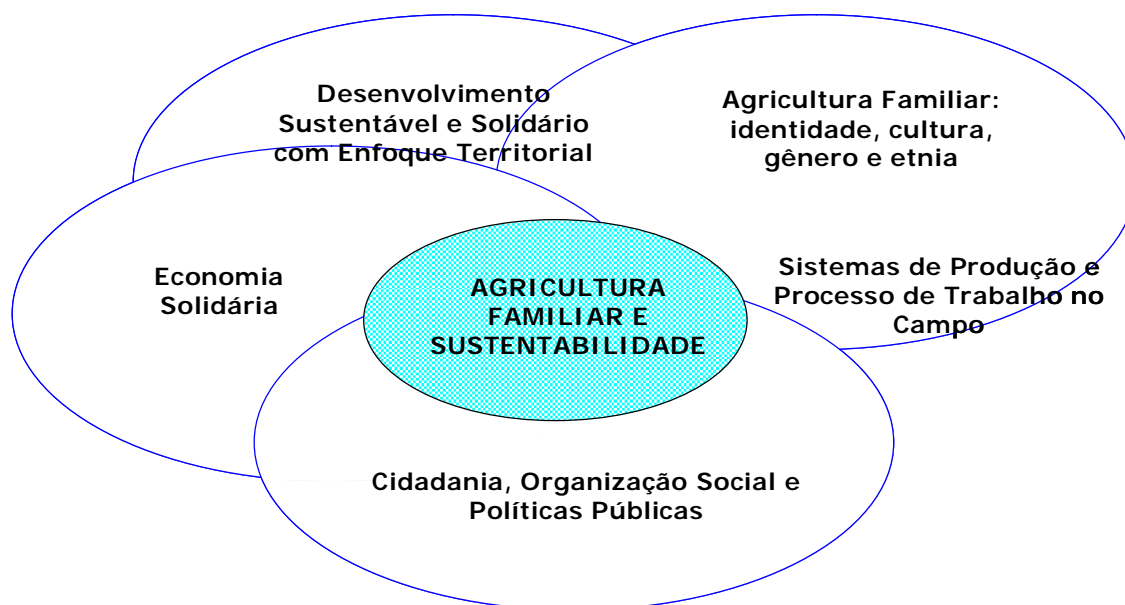 Desenvolvimento
Sustentável e Solidário
com Enfoque Territorial
Agricultura Familiar:
identidade, cultura,
gênero e etnia
Economia
Solidária
AGRICULTURA
FAMILIAR E
SUSTENTABILIDADE
Sistemas de Produção e
Processo de Trabalho no
Campo
Cidadania, Organização Social e
Políticas Públicas